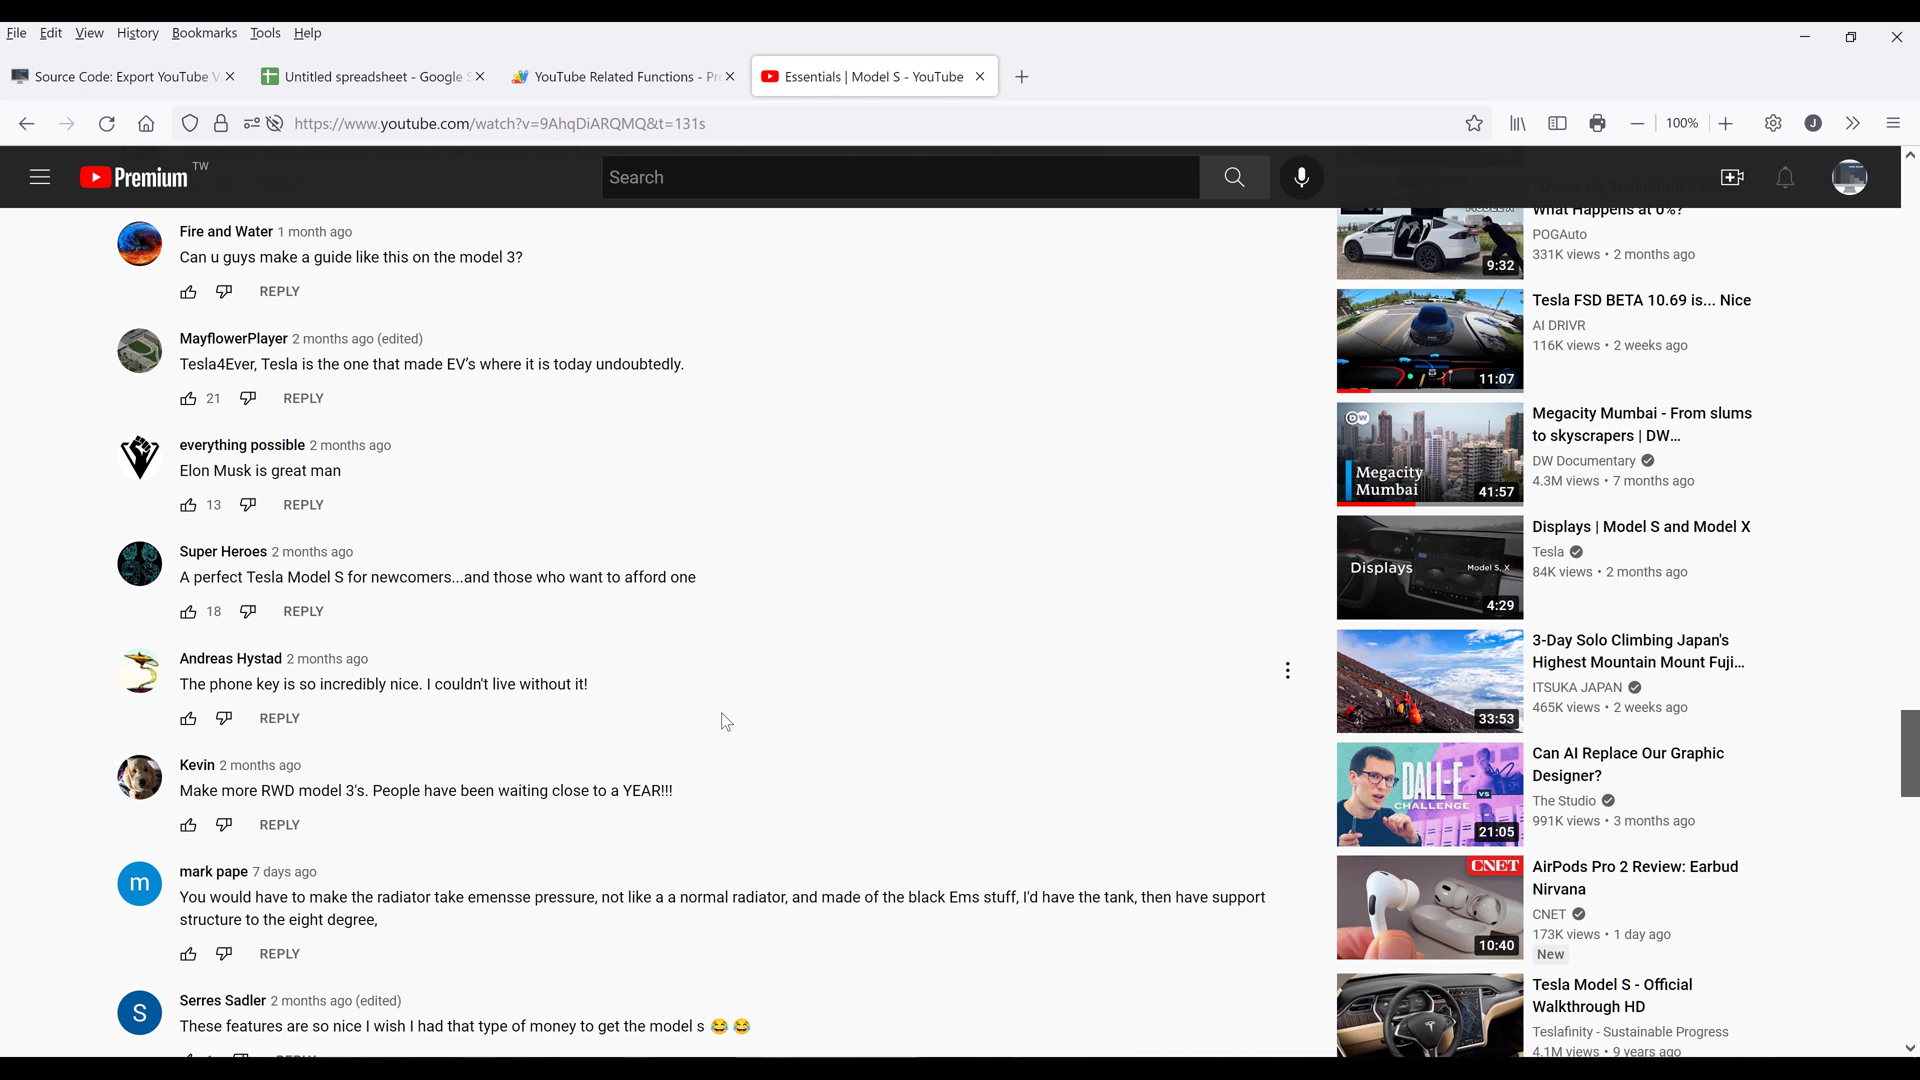 File Edit View History Bookmarks Tools Help
Source Code: Export YouTube V
Untitled spreadsheet - Google S
YouTube Related Functions - Pr
Essentials | Model S - YouTube
https://www.youtube.com/watch?v=9AhqDiARQMQ&t=131s
100%
J
Premium TW
Search
Fire and Water 1 month ago
Can u guys make a guide like this on the model 3?
REPLY
MayflowerPlayer 2 months ago (edited)
Tesla4Ever, Tesla is the one that made EV’s where it is today undoubtedly.
21 REPLY
everything possible 2 months ago
Elon Musk is great man
13 REPLY
Super Heroes 2 months ago
A perfect Tesla Model S for newcomers...and those who want to afford one
18 REPLY
Andreas Hystad 2 months ago
The phone key is so incredibly nice. I couldn't live without it!
REPLY
Kevin 2 months ago
Make more RWD model 3's. People have been waiting close to a YEAR!!!
REPLY
m
mark pape 7 days ago
You would have to make the radiator take emensse pressure, not like a a normal radiator, and made of the black Ems stuff, I'd have the tank, then have support
structure to the eight degree,
REPLY
S
Serres Sadler 2 months ago (edited)
These features are so nice I wish I had that type of money to get the model s 😂 😂
REPLY
What Happens at 0%?
POGAuto
331K views • 2 months ago
9:32
Tesla FSD BETA 10.69 is... Nice
AI DRIVR
116K views • 2 weeks ago
11:07
DW
Megacity
Mumbai
41:57
Megacity Mumbai - From slums
to skyscrapers | DW...
DW Documentary
4.3M views • 7 months ago
Displays
Model S, X
4:29
Displays | Model S and Model X
Tesla
84K views • 2 months ago
33:53
3-Day Solo Climbing Japan's
Highest Mountain Mount Fuji...
ITSUKA JAPAN
465K views • 2 weeks ago
DALL-E
VS
CHALLENGE
21:05
Can AI Replace Our Graphic
Designer?
The Studio
991K views • 3 months ago
CNET
10:40
AirPods Pro 2 Review: Earbud
Nirvana
CNET
173K views • 1 day ago
New
Tesla Model S - Official
Walkthrough HD
Teslafinity - Sustainable Progress
4.1M views • 9 years ago